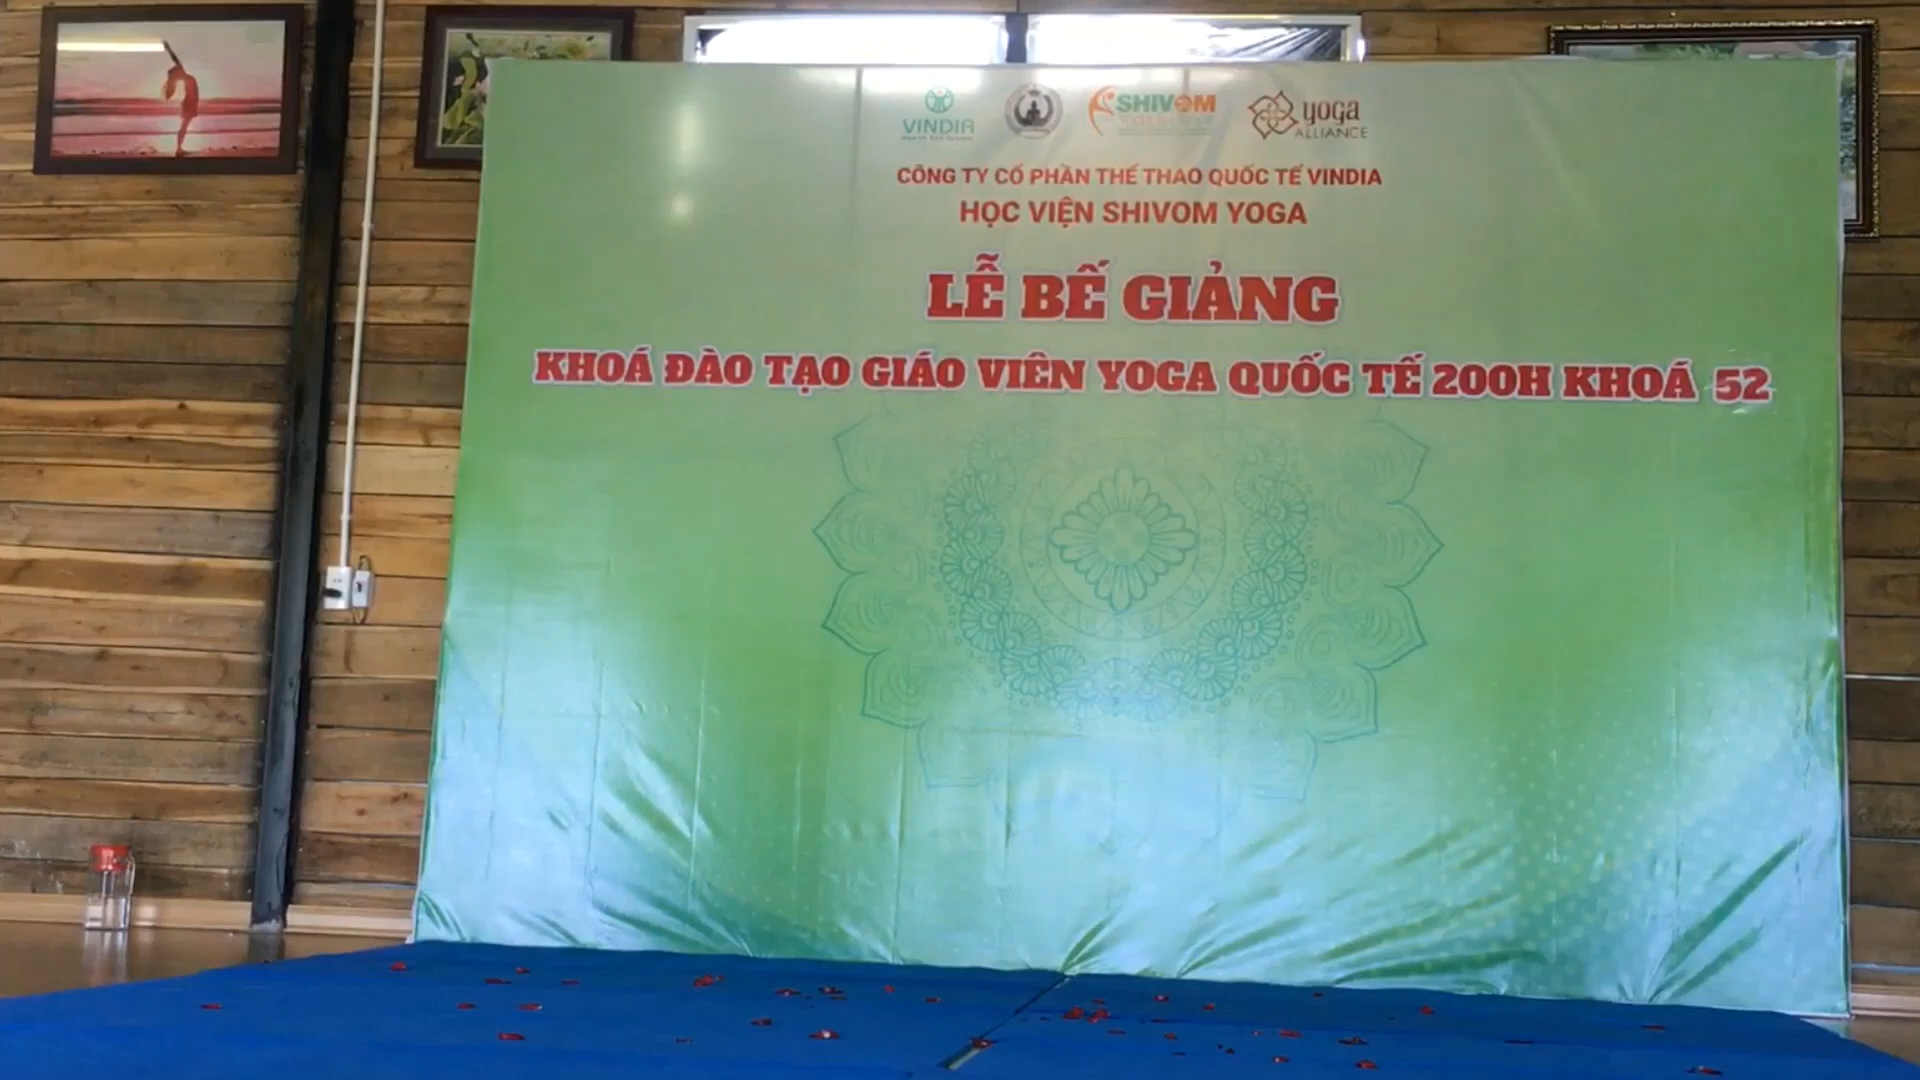 VINDIA
SHIVOM
yoga
ALLIANCE
CÔNG TY CỔ PHẦN THỂ THAO QUỐC TẾ VINDIA
HỌC VIỆN SHIVOM YOGA
LỄ BẾ GIẢNG
KHOÁ ĐÀO TẠO GIÁO VIÊN YOGA QUỐC TẾ 200H KHOÁ 52